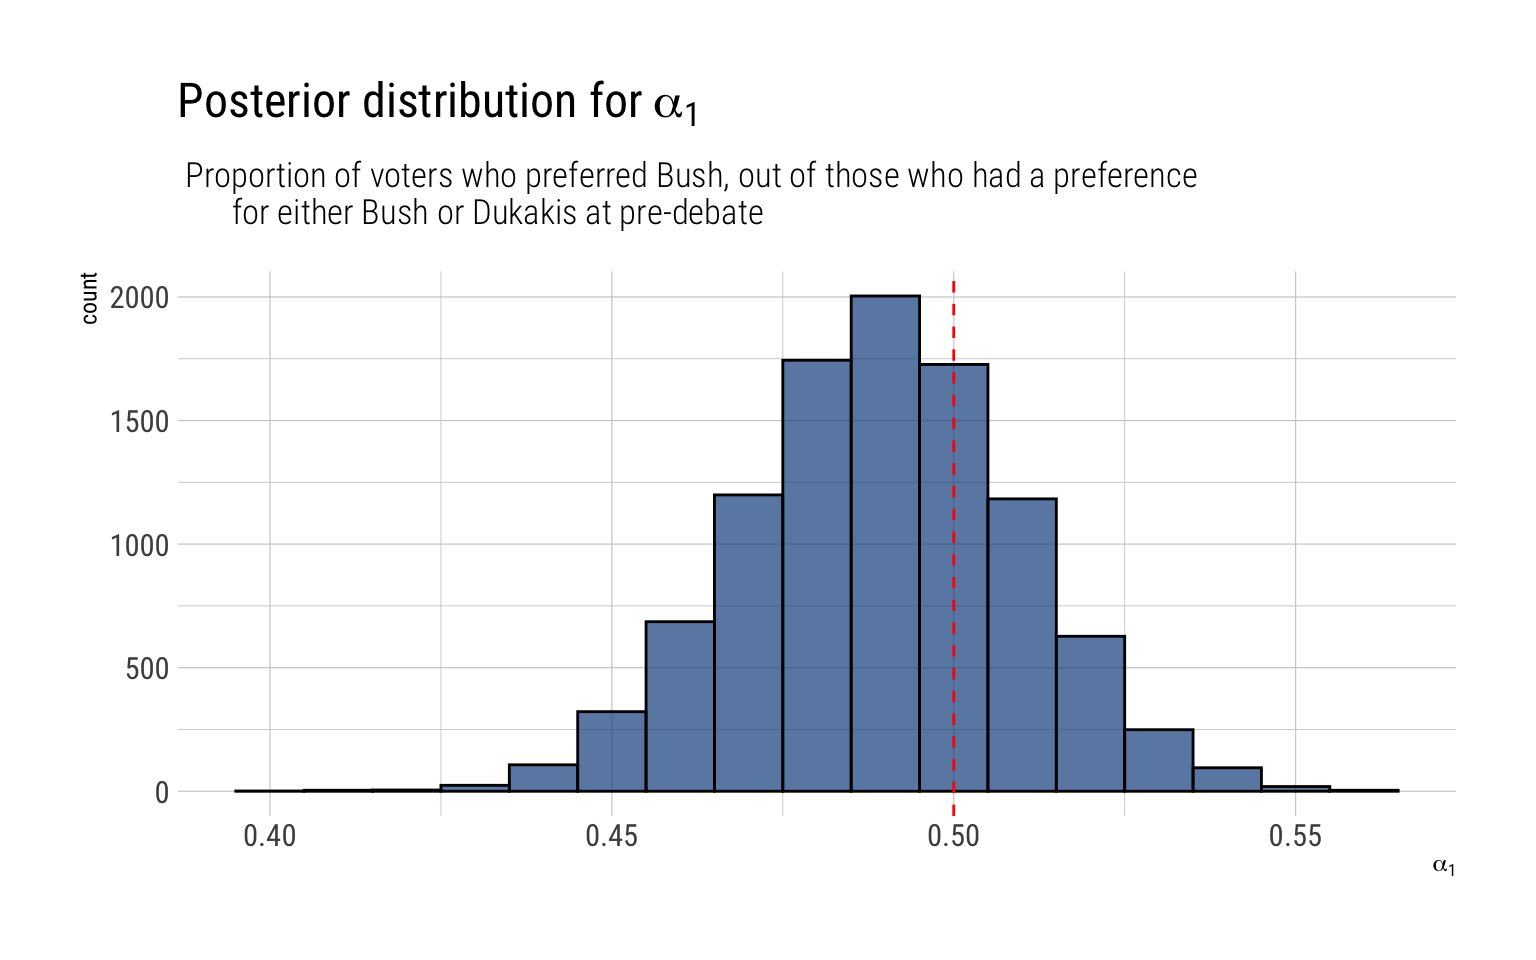 Posterior distribution for α₁
Proportion of voters who preferred Bush, out of those who had a preference
for either Bush or Dukakis at pre-debate
count
2000
1500
1000
500
0
0.40 0.45 0.50 0.55
α₁